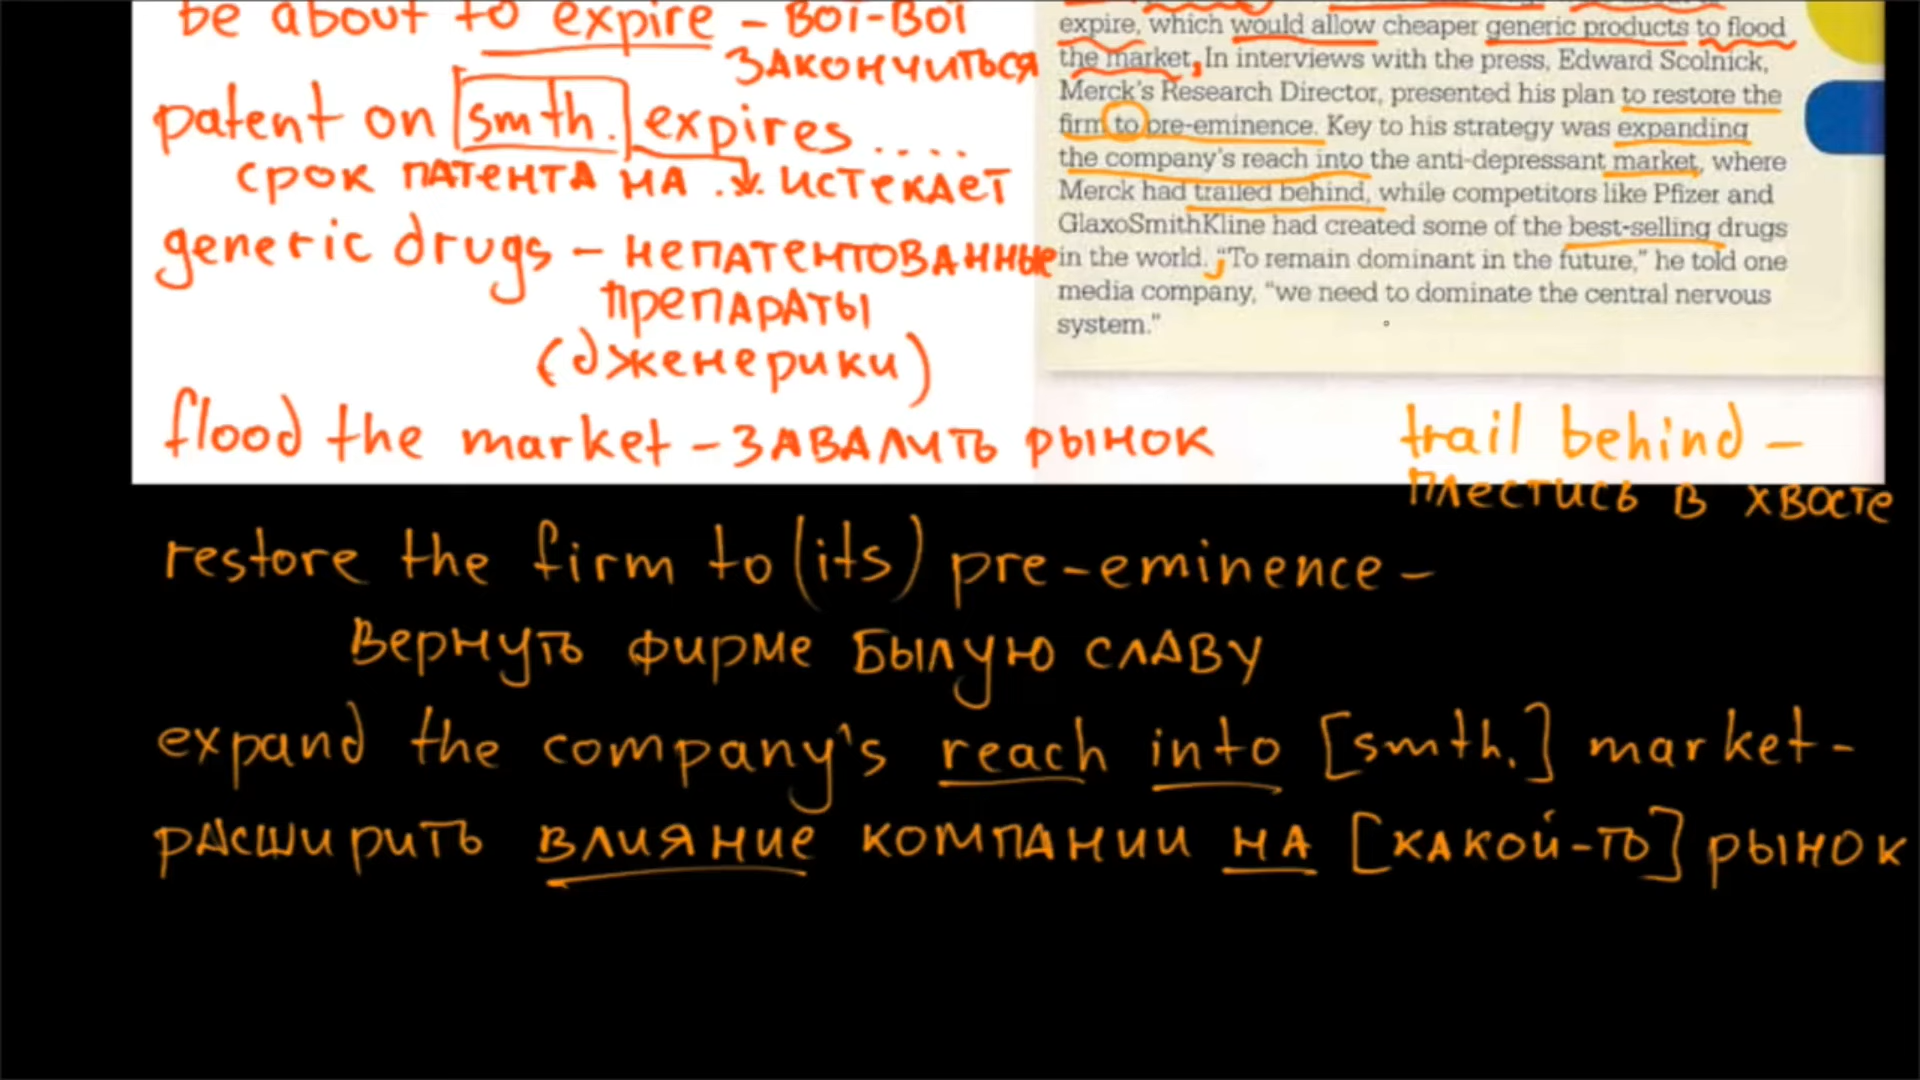 be about to expire – вот-вот
закончиться
patent on [smth.] expires....
срок патента на ... истекает
generic drugs – непатентованные
препараты
(дженерики)
flood the market – завалить рынок
expire, which would allow cheaper generic products to flood
the market. In interviews with the press, Edward Scolnick,
Merck's Research Director, presented his plan to restore the
firm to pre-eminence. Key to his strategy was expanding
the company's reach into the anti-depressant market, where
Merck had trailed behind, while competitors like Pfizer and
GlaxoSmithKline had created some of the best-selling drugs
in the world. “To remain dominant in the future,” he told one
media company, “we need to dominate the central nervous
system.”
trail behind –
плестись в хвосте
restore the firm to (its) pre-eminence –
вернуть фирме былую славу
expand the company's reach into [smth.] market –
расширить влияние компании на [какой-то] рынок